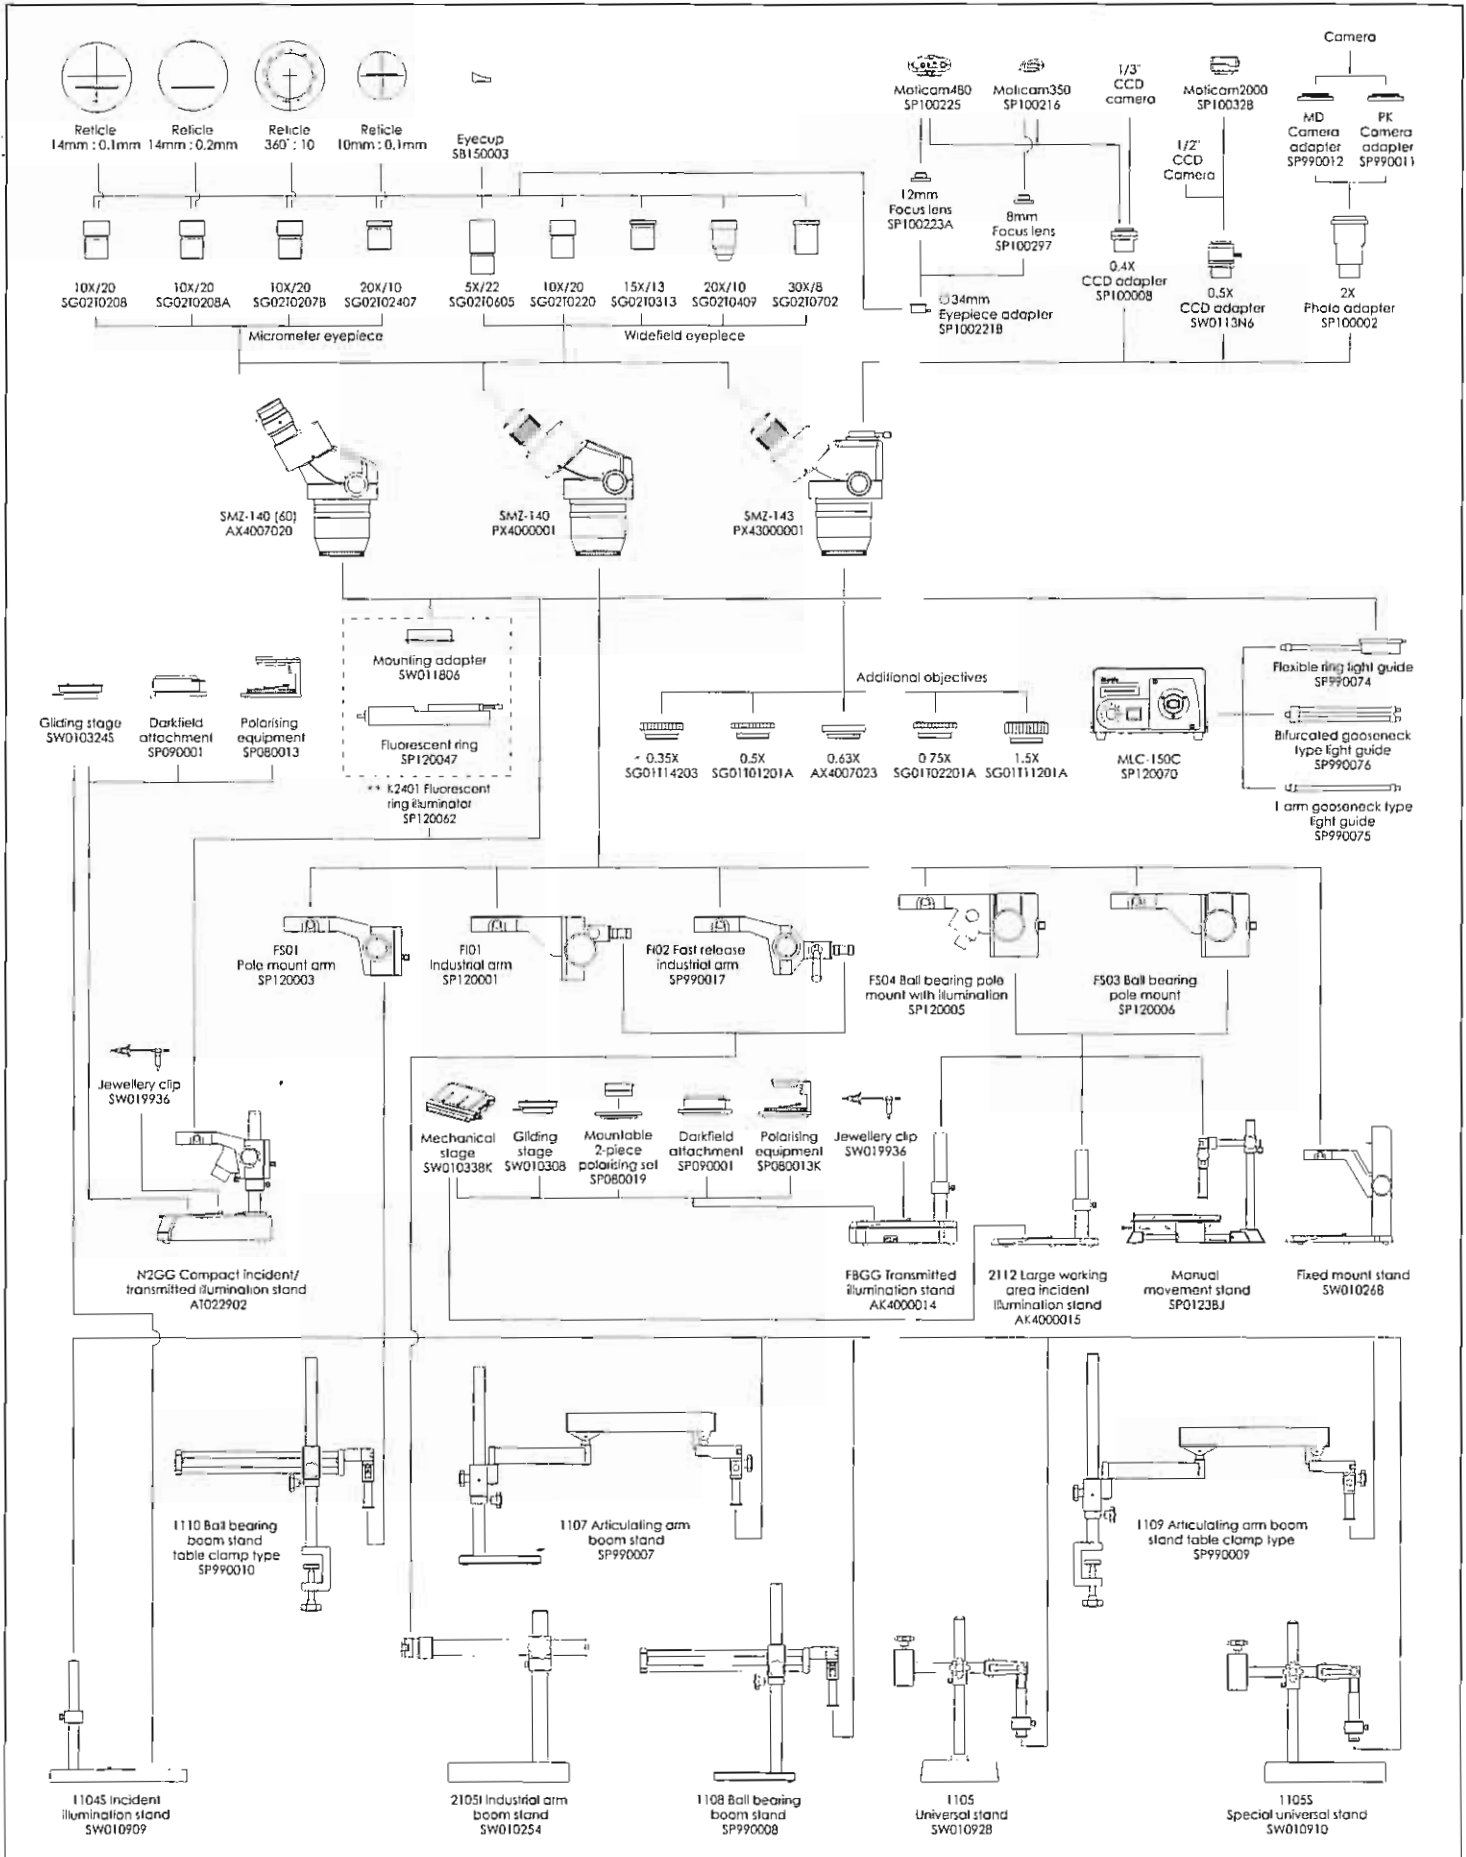 Reticle
14mm : 0.1mm
Reticle
14mm : 0.2mm
Reticle
360° : 10
Reticle
10mm : 0.1mm
Eyecup
SB150003
Moticam480
SP100225
Moticam350
SP100216
1/3"
CCD
camera
Moticam2000
SP100328
1/2"
CCD
Camera
Camera
MD
Camera
adapter
SP990012
PK
Camera
adapter
SP990011
12mm
Focus lens
SP100223A
8mm
Focus lens
SP100297
34mm
Eyepiece adapter
SP100221B
0.4X
CCD adapter
SP100008
0.5X
CCD adapter
SW0113N6
2X
Photo adapter
SP100002
10X/20
SG02T0208
10X/20
SG02T0208A
10X/20
SG02T0207B
20X/10
SG02T02407
5X/22
SG02T0605
10X/20
SG02T0220
15X/13
SG02T0313
20X/10
SG02T0409
30X/8
SG02T0702
Micrometer eyepiece
Widefield eyepiece
SMZ-140 (60)
AX4007020
SMZ-140
PX4000001
SMZ-143
PX43000001
Gliding stage
SW010324S
Darkfield
attachment
SP090001
Polarising
equipment
SP080013
Mounting adapter
SW011806
Fluorescent ring
SP120047
** K2401 Fluorescent
ring illuminator
SP120062
Additional objectives
0.35X
SG01T14203
0.5X
SG01T01201A
0.63X
AX4007023
0.75X
SG01T02201A
1.5X
SG01T11201A
MLC-150C
SP120070
Flexible ring light guide
SP990074
Bifurcated gooseneck
type light guide
SP990076
1 arm gooseneck type
light guide
SP990075
FS01
Pole mount arm
SP120003
FI01
Industrial arm
SP120001
FI02 Fast release
industrial arm
SP990017
FS04 Ball bearing pole
mount with illumination
SP120005
FS03 Ball bearing
pole mount
SP120006
Jewellery clip
SW019936
Mechanical
stage
SW010338K
Gliding
stage
SW010308
Mountable
2-piece
polarising set
SP080019
Darkfield
attachment
SP090001
Polarising
equipment
SP080013K
Jewellery clip
SW019936
N2GG Compact incident/
transmitted illumination stand
AT022902
FBGG Transmitted
illumination stand
AK4000014
2112 Large working
area incident
illumination stand
AK4000015
Manual
movement stand
SP0123BJ
Fixed mount stand
SW010268
1110 Ball bearing
boom stand
table clamp type
SP990010
1107 Articulating arm
boom stand
SP990007
1109 Articulating arm boom
stand table clamp type
SP990009
1104S Incident
illumination stand
SW010909
2105I Industrial arm
boom stand
SW010254
1108 Ball bearing
boom stand
SP990008
1105
Universal stand
SW010928
1105S
Special universal stand
SW010910